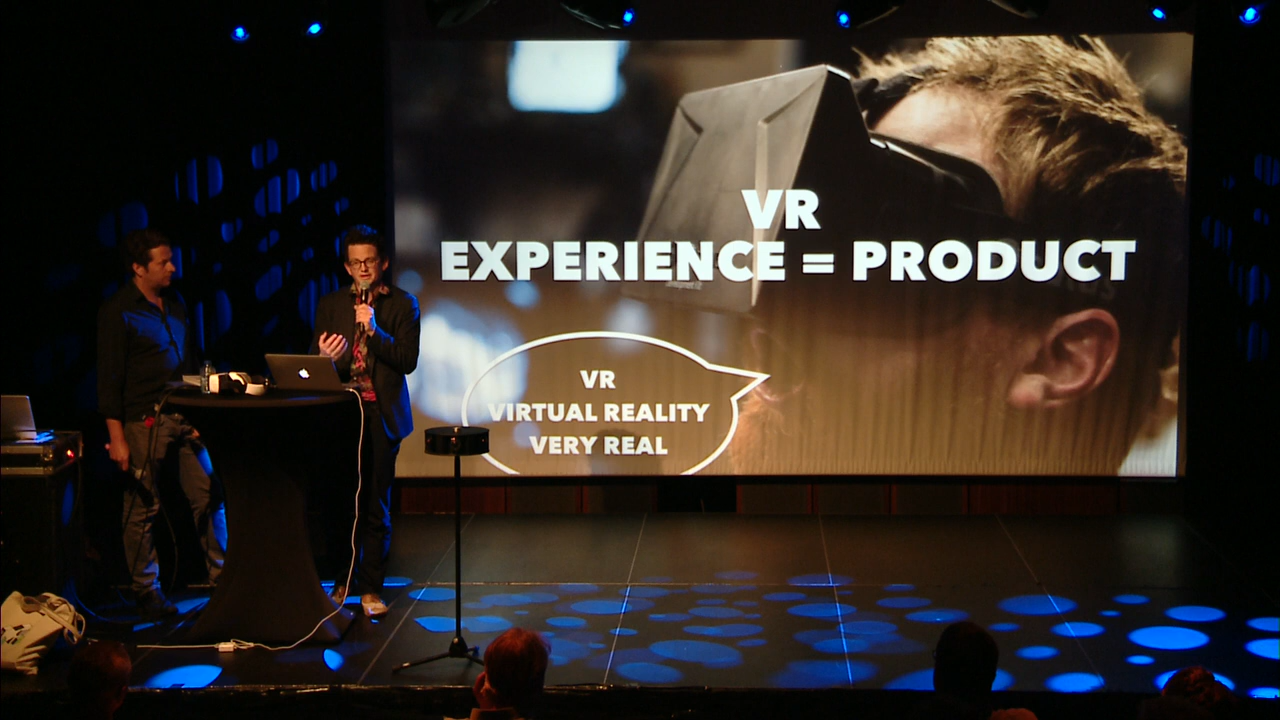 VR
EXPERIENCE = PRODUCT
VR
VIRTUAL REALITY
VERY REAL